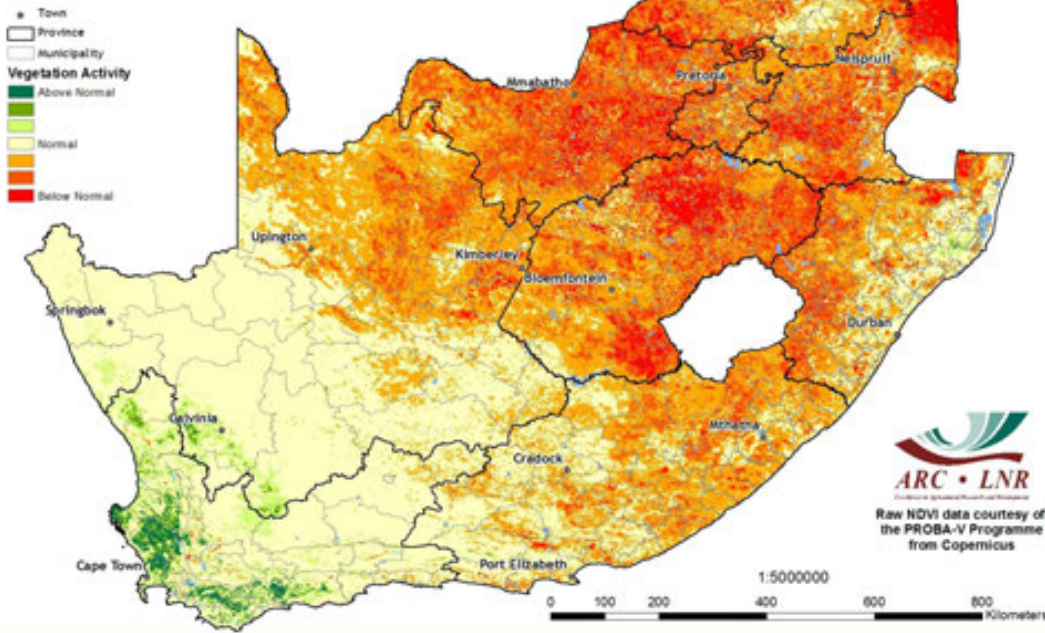 Town
Province
Municipality
Vegetation Activity
Above Normal
Normal
Below Normal
Mmabatho
Pretoria
Nelspruit
Upington
Kimberley
Bloemfontein
Springbok
Durban
Calvinia
Mthatha
Cradock
Cape Town
Port Elizabeth
ARC • LNR
Raw NDVI data courtesy of
the PROBA-V Programme
from Copernicus
1:5000000
0 100 200 400 600 800
Kilometers